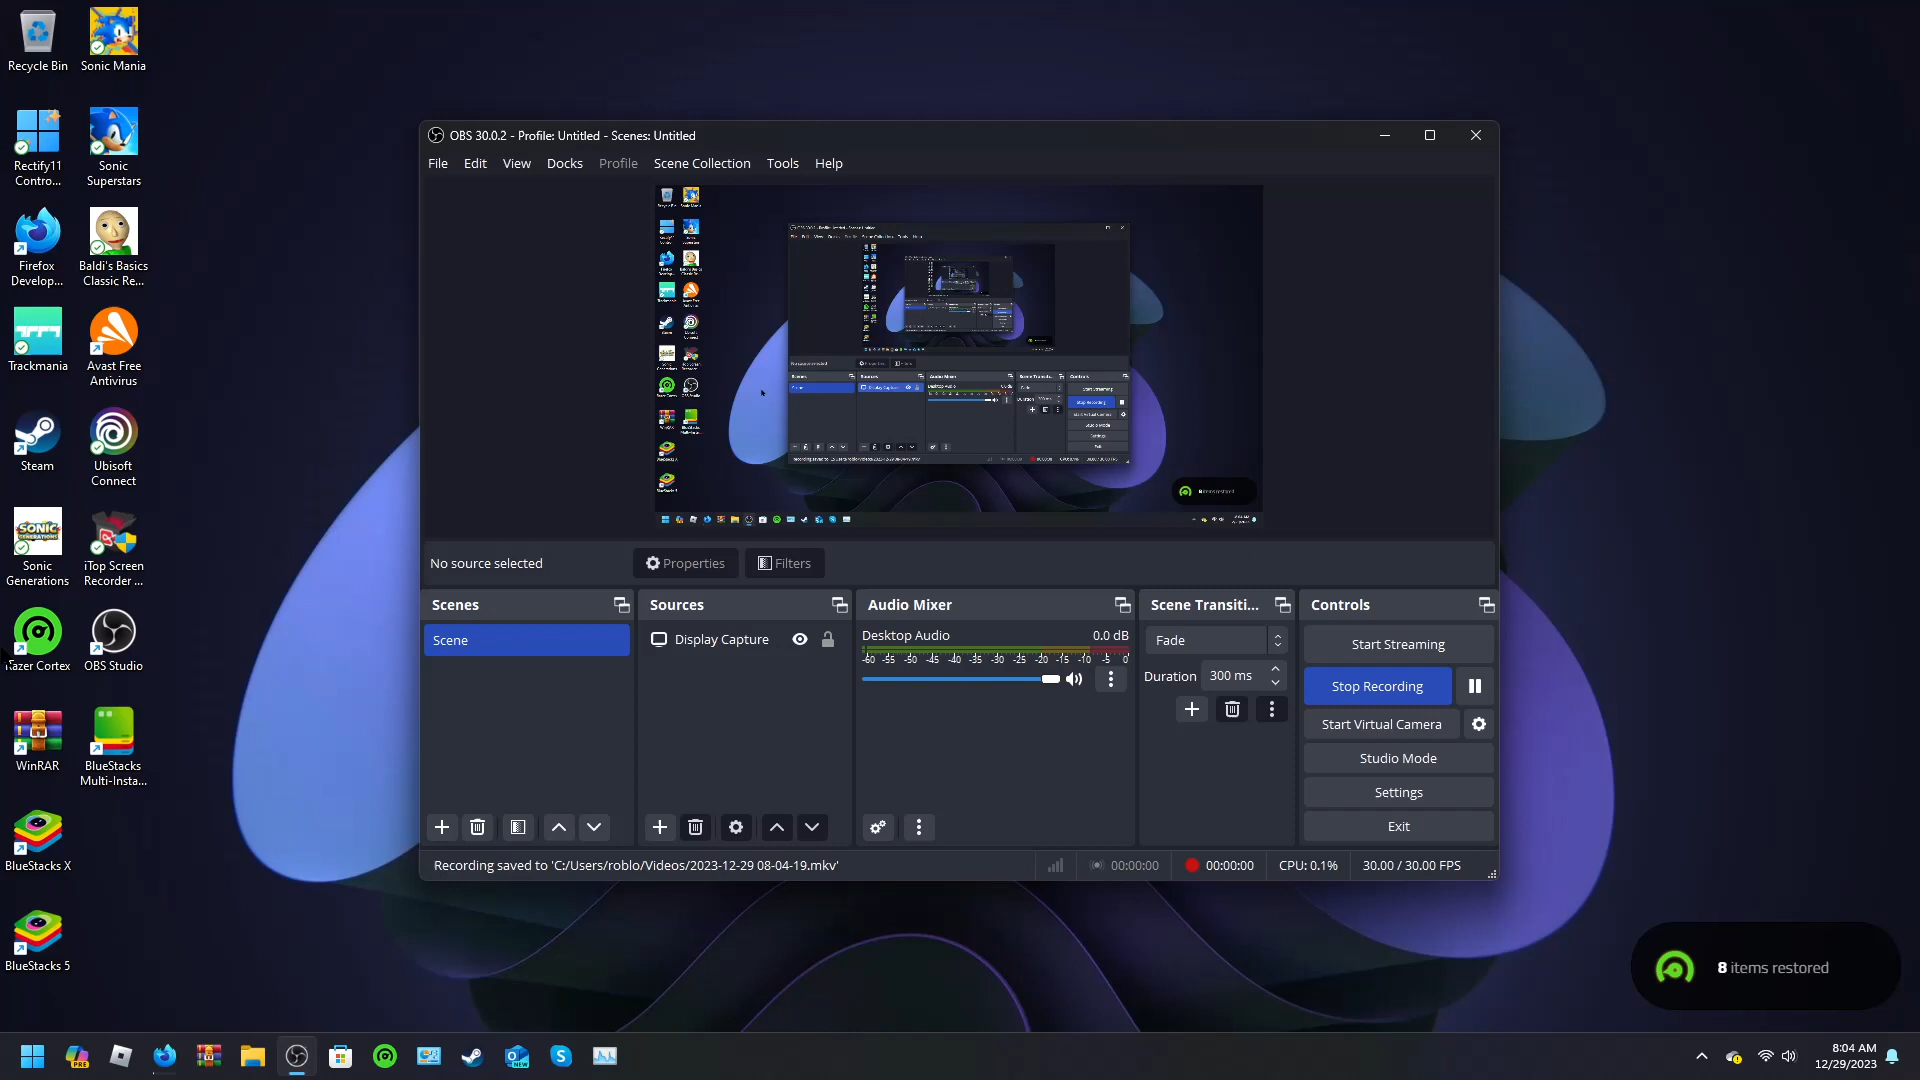 Recycle Bin
Sonic Mania
Rectify11
Contro...
Sonic
Superstars
Firefox
Develop...
Baldi's Basics
Classic Re...
Trackmania
Avast Free
Antivirus
Steam
Ubisoft
Connect
SONIC
GENERATIONS
Sonic
Generations
iTop Screen
Recorder ...
Razer Cortex
OBS Studio
WinRAR
BlueStacks
Multi-Insta...
BlueStacks X
BlueStacks 5
OBS 30.0.2 - Profile: Untitled - Scenes: Untitled
File Edit View Docks Profile Scene Collection Tools Help
8 items restored
No source selected
Properties
Filters
Scenes
Scene
Sources
Display Capture
Audio Mixer
Desktop Audio 0.0 dB
-60 -55 -50 -45 -40 -35 -30 -25 -20 -15 -10 -5 0
Scene Transiti...
Fade
Duration 300 ms
Controls
Start Streaming
Stop Recording
Start Virtual Camera
Studio Mode
Settings
Exit
Recording saved to 'C:/Users/roblo/Videos/2023-12-29 08-04-19.mkv'
00:00:00
00:00:00
CPU: 0.1%
30.00 / 30.00 FPS
8 items restored
PRE
NEW
8:04 AM
12/29/2023